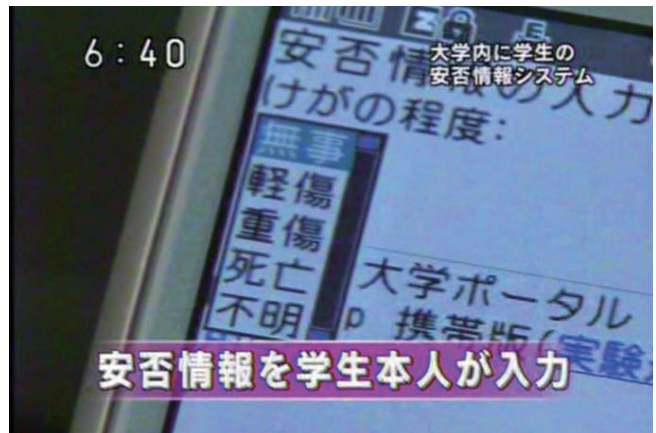 6:40
大学内に学生の
安否情報システム
安否情報の入力
けがの程度:
無事
軽傷
重傷
死亡
不明
大学ポータル
p 携帯版(実験
安否情報を学生本人が入力